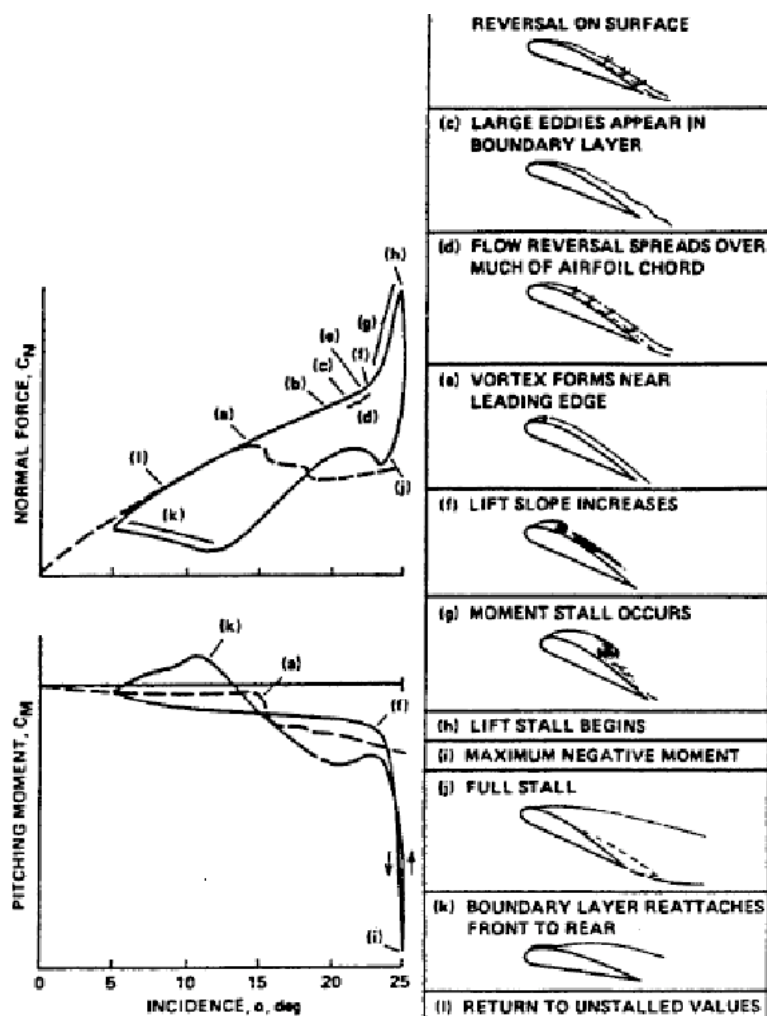 REVERSAL ON SURFACE
(c) LARGE EDDIES APPEAR IN
BOUNDARY LAYER
(d) FLOW REVERSAL SPREADS OVER
MUCH OF AIRFOIL CHORD
(e) VORTEX FORMS NEAR
LEADING EDGE
(f) LIFT SLOPE INCREASES
(g) MOMENT STALL OCCURS
(h) LIFT STALL BEGINS
(i) MAXIMUM NEGATIVE MOMENT
(j) FULL STALL
(k) BOUNDARY LAYER REATTACHES
FRONT TO REAR
(l) RETURN TO UNSTALLED VALUES
NORMAL FORCE, CN
(h)
(g)
(e)
(f)
(c)
(b)
(d)
(a)
(l)
(j)
(k)
PITCHING MOMENT, CM
(k)
(a)
(f)
(i)
0
5
10
15
20
25
INCIDENCE, α, deg